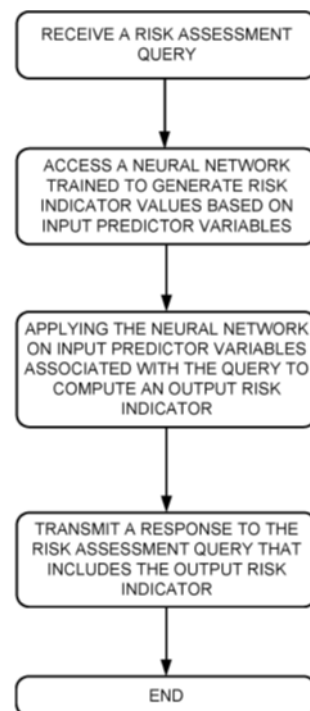 RECEIVE A RISK ASSESSMENT
QUERY
ACCESS A NEURAL NETWORK
TRAINED TO GENERATE RISK
INDICATOR VALUES BASED ON
INPUT PREDICTOR VARIABLES
APPLYING THE NEURAL NETWORK
ON INPUT PREDICTOR VARIABLES
ASSOCIATED WITH THE QUERY TO
COMPUTE AN OUTPUT RISK
INDICATOR
TRANSMIT A RESPONSE TO THE
RISK ASSESSMENT QUERY THAT
INCLUDES THE OUTPUT RISK
INDICATOR
END